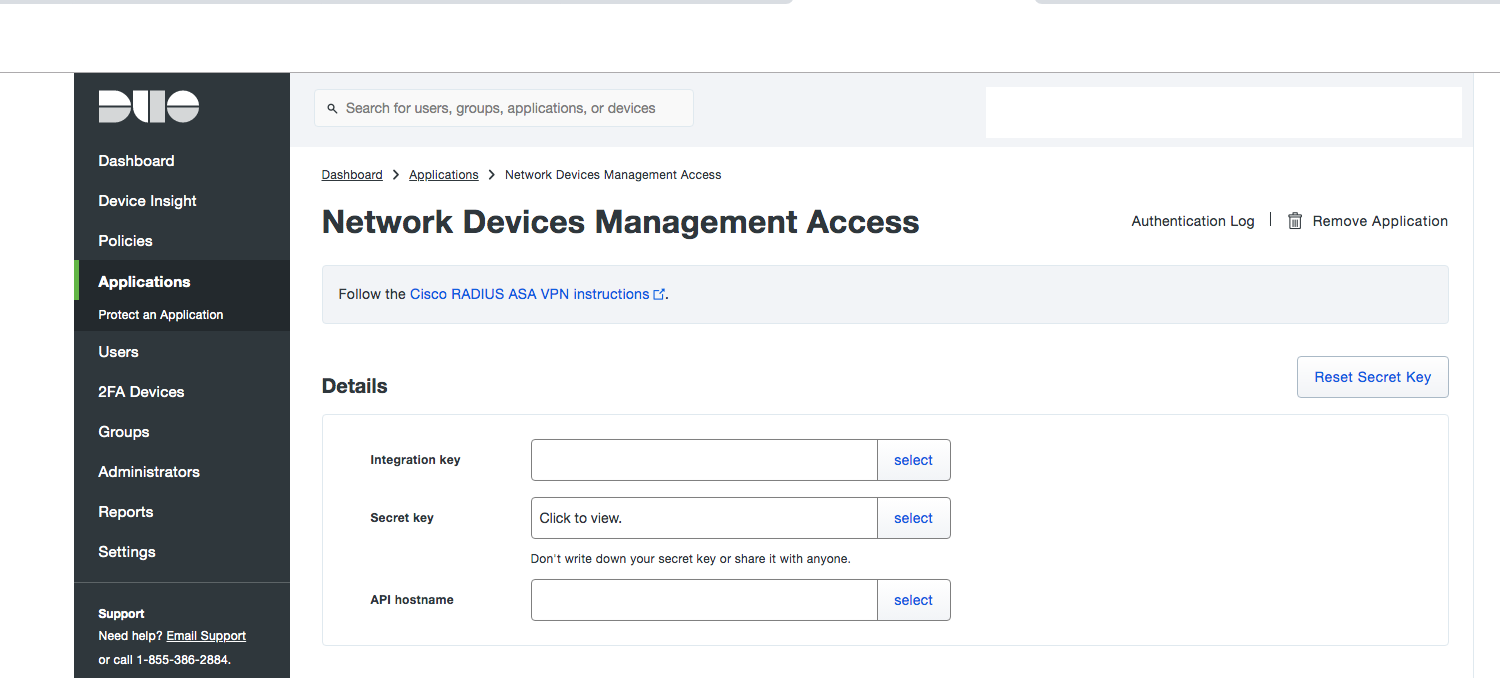 DUO
Dashboard
Device Insight
Policies
Applications
Protect an Application
Users
2FA Devices
Groups
Administrators
Reports
Settings
Support
Need help? Email Support
or call 1-855-386-2884.
Search for users, groups, applications, or devices
Dashboard > Applications > Network Devices Management Access
Network Devices Management Access
Authentication Log | Remove Application
Follow the Cisco RADIUS ASA VPN instructions.
Details
Reset Secret Key
Integration key
select
Secret key
Click to view.
select
Don't write down your secret key or share it with anyone.
API hostname
select